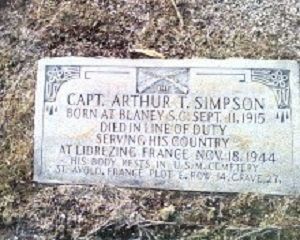 CAPT. ARTHUR T. SIMPSON
BORN AT BLANEY S.C. SEPT. 11, 1915
DIED IN LINE OF DUTY
SERVING HIS COUNTRY
AT LIDREZING, FRANCE NOV. 18, 1944
HIS BODY RESTS IN U.S.M. CEMETERY
ST. AVOLD, FRANCE PLOT E, ROW 14, GRAVE 27